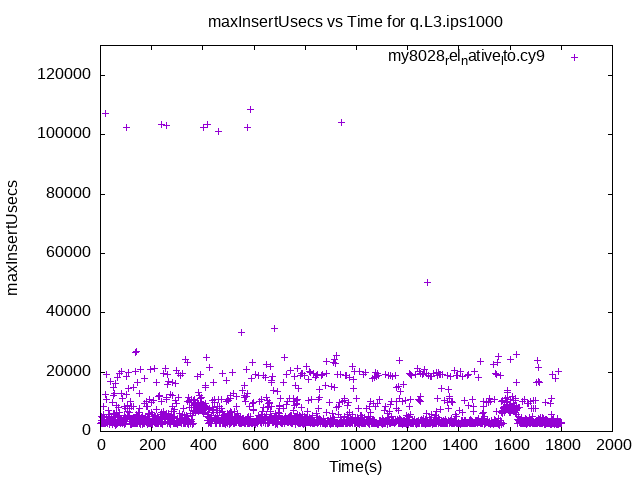 maxInsertUsecs vs Time for q.L3.ips1000
my8028relnativelto.cy9
120000
100000
80000
60000
40000
20000
0
maxInsertUsecs
0 200 400 600 800 1000 1200 1400 1600 1800 2000
Time(s)